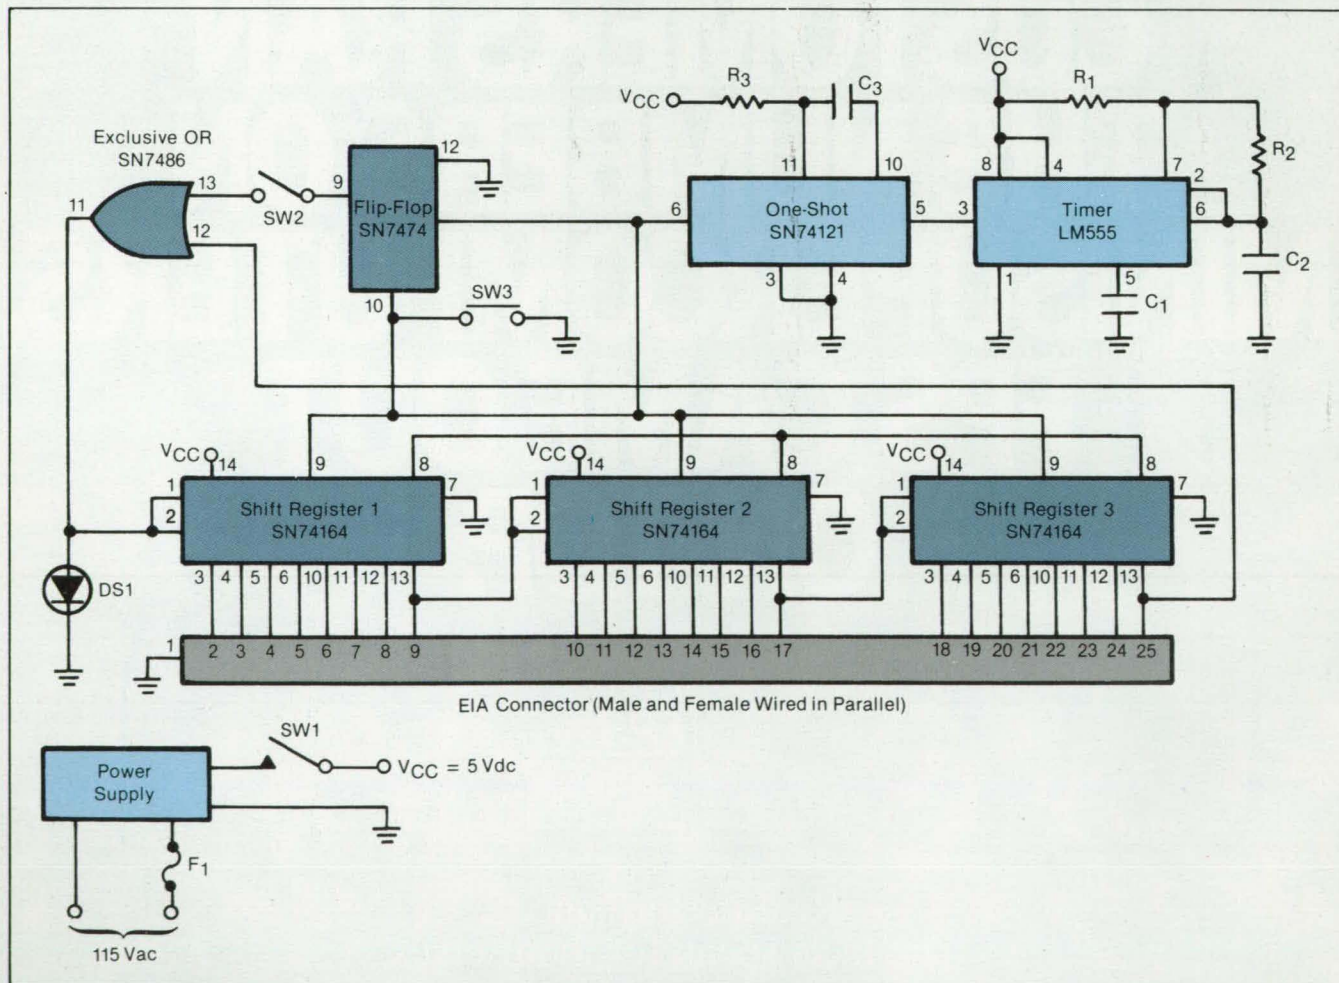 VCC
R3
C3
VCC
R1
R2
Exclusive OR
SN7486
11
13
12
SW2
9
12
Flip-Flop
SN7474
10
SW3
11
10
6
One-Shot
SN74121
5
3
4
8
4
7
2
3
Timer
LM555
6
1
5
C1
C2
VCC
14
9
8
1
2
Shift Register 1
SN74164
7
3 4 5 6 10 11 12 13
VCC
14
9
8
1
2
Shift Register 2
SN74164
7
3 4 5 6 10 11 12 13
VCC
14
9
8
1
2
Shift Register 3
SN74164
7
3 4 5 6 10 11 12 13
DS1
1
2 3 4 5 6 7 8 9 10 11 12 13 14 15 16 17 18 19 20 21 22 23 24 25
EIA Connector (Male and Female Wired in Parallel)
SW1
Power
Supply
VCC = 5 Vdc
F1
115 Vac